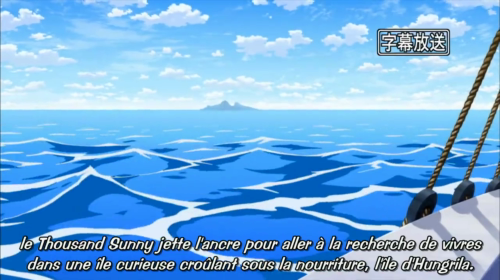 字幕放送
le Thousand Sunny jette l'ancre pour aller à la recherche de vivres
dans une île curieuse croûlant sous la nourriture, l'île d'Hungrila.